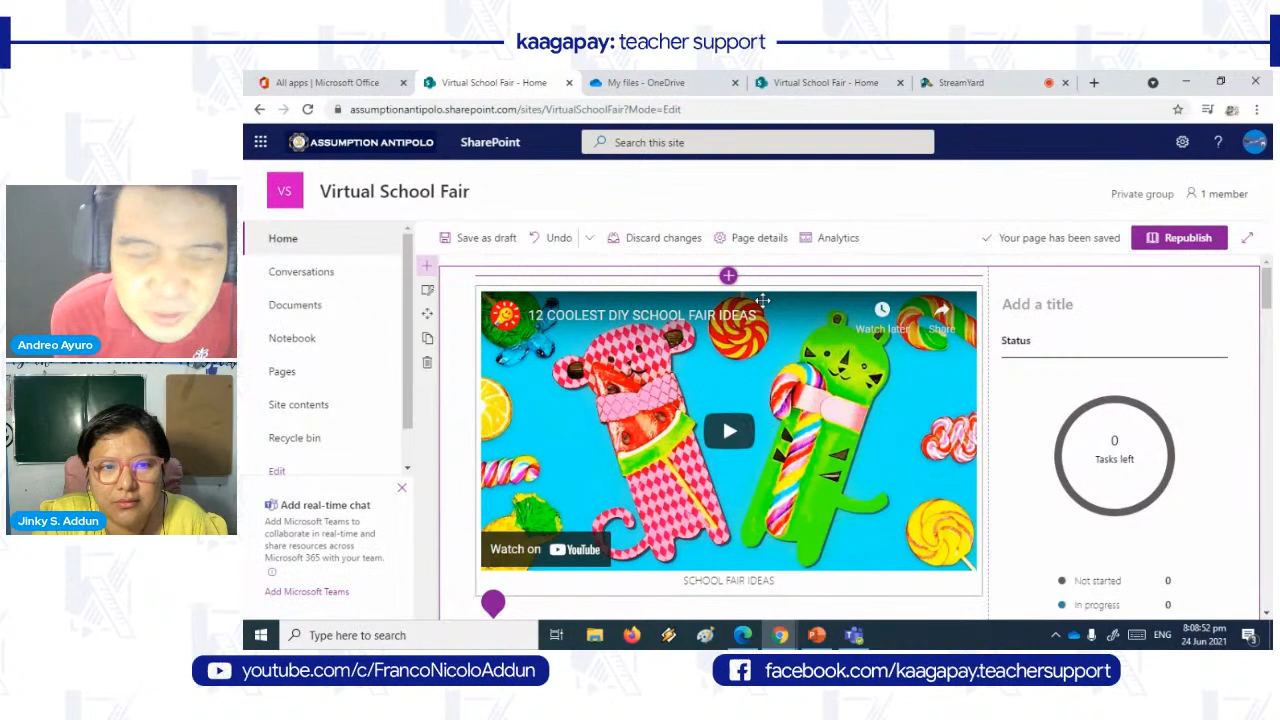 kaagapay: teacher support
All apps | Microsoft Office
Virtual School Fair - Home
My files - OneDrive
Virtual School Fair - Home
StreamYard
assumptionantipolo.sharepoint.com/sites/VirtualSchoolFair?Mode=Edit
ASSUMPTION ANTIPOLO
SharePoint
Search this site
VS
Virtual School Fair
Private group
1 member
Home
Save as draft
Undo
Discard changes
Page details
Analytics
Your page has been saved
Republish
Conversations
Documents
Notebook
Pages
Site contents
Recycle bin
Edit
Add real-time chat
Add Microsoft Teams to
collaborate in real-time and
share resources across
Microsoft 365 with your team.
Add Microsoft Teams
12 COOLEST DIY SCHOOL FAIR IDEAS
Watch later
Share
Watch on YouTube
SCHOOL FAIR IDEAS
Add a title
Status
0
Tasks left
Not started 0
In progress 0
Andreo Ayuro
Jinky S. Addun
Type here to search
ENG
8:08:52 pm
24 Jun 2021
3
youtube.com/c/FrancoNicoloAddun
facebook.com/kaagapay.teachersupport